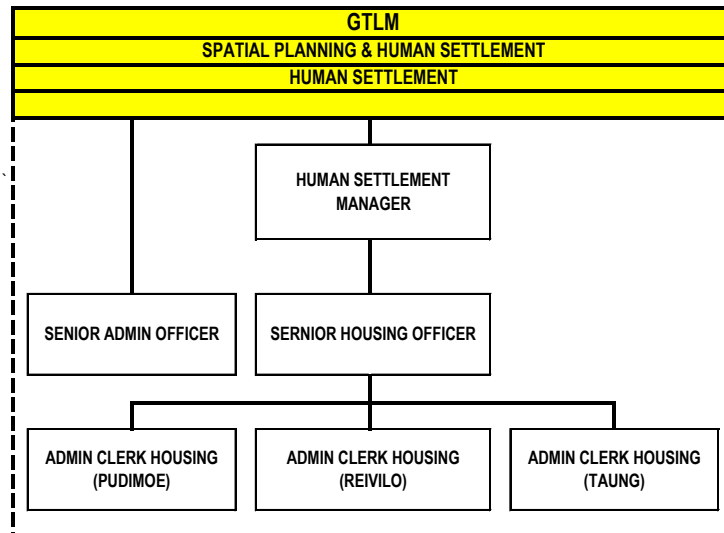 GTLM
SPATIAL PLANNING & HUMAN SETTLEMENT
HUMAN SETTLEMENT
`
HUMAN SETTLEMENT
MANAGER
SENIOR ADMIN OFFICER
SERNIOR HOUSING OFFICER
ADMIN CLERK HOUSING
(PUDIMOE)
ADMIN CLERK HOUSING
(REIVILO)
ADMIN CLERK HOUSING
(TAUNG)